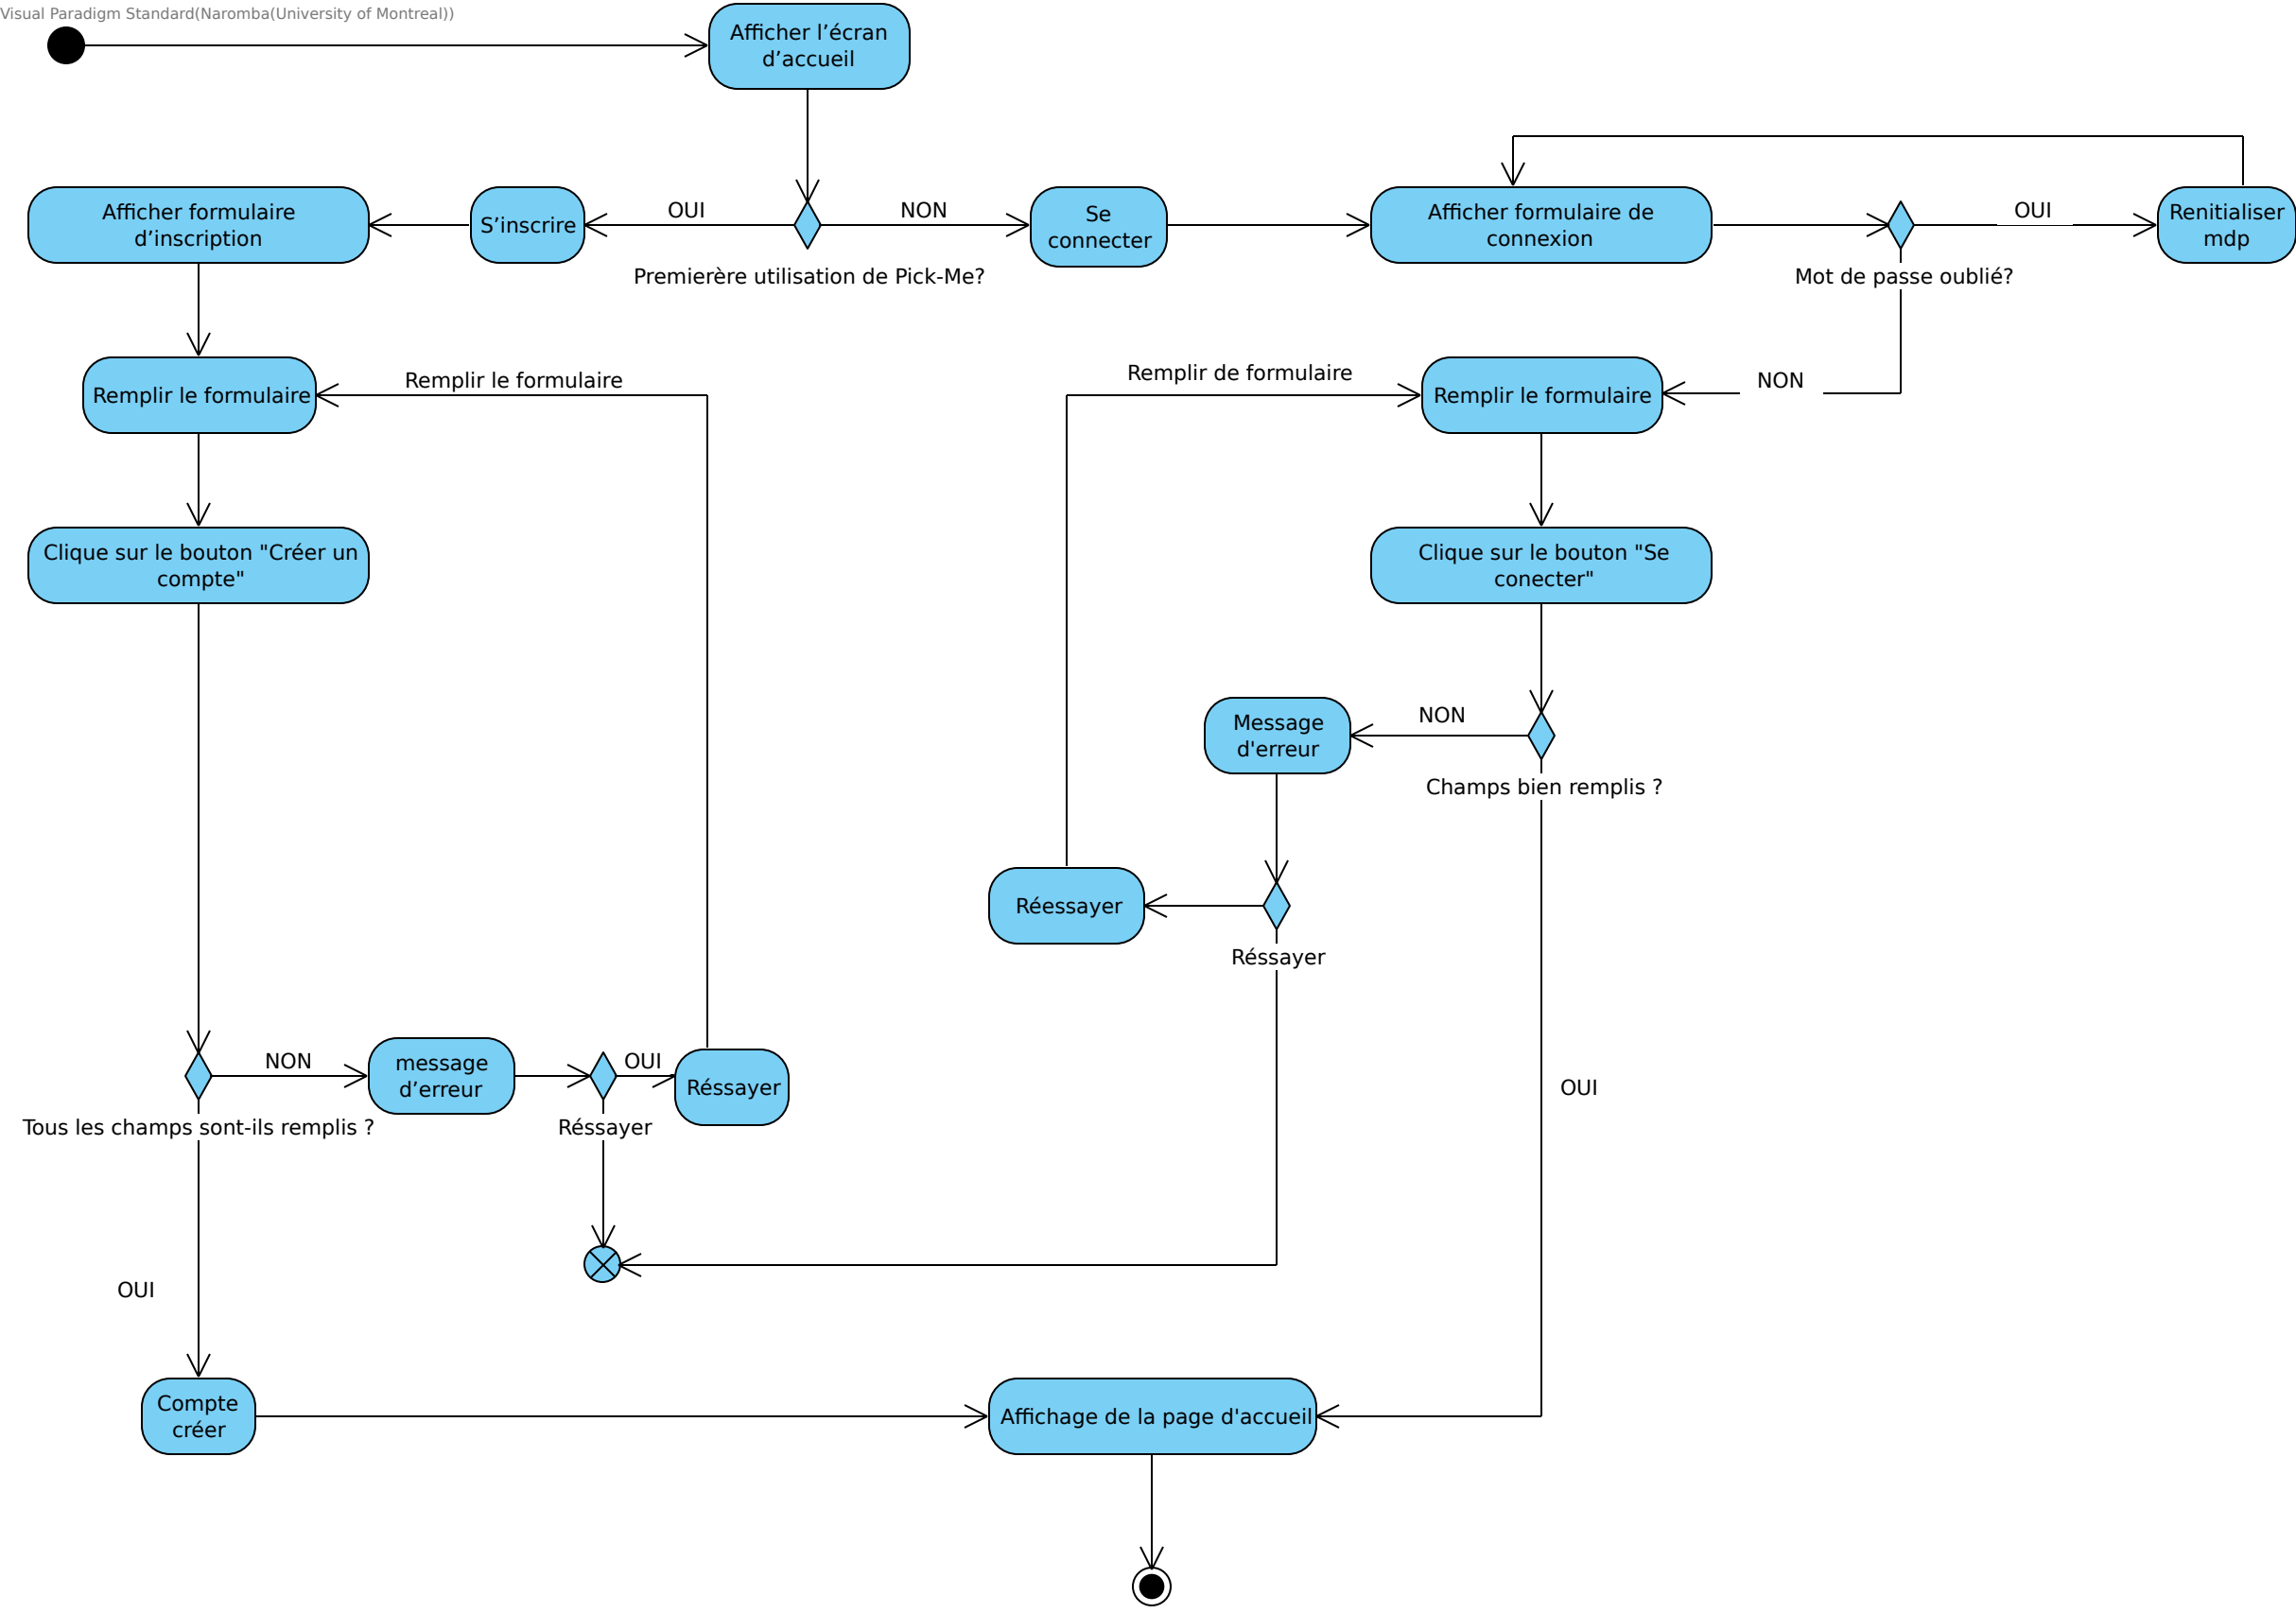 Visual Paradigm Standard(Naromba(University of Montreal))
Afficher l’écran
d’accueil
Afficher formulaire
d’inscription
S’inscrire
OUI
NON
Se
connecter
Afficher formulaire de
connexion
OUI
Renitialiser
mdp
Premierère utilisation de Pick-Me?
Mot de passe oublié?
Remplir le formulaire
Remplir le formulaire
Remplir de formulaire
Remplir le formulaire
NON
Clique sur le bouton "Créer un
compte"
Clique sur le bouton "Se
conecter"
Message
d'erreur
NON
Champs bien remplis ?
Réessayer
Réssayer
NON
message
d’erreur
OUI
Réssayer
OUI
Tous les champs sont-ils remplis ?
Réssayer
OUI
Compte
créer
Affichage de la page d'accueil